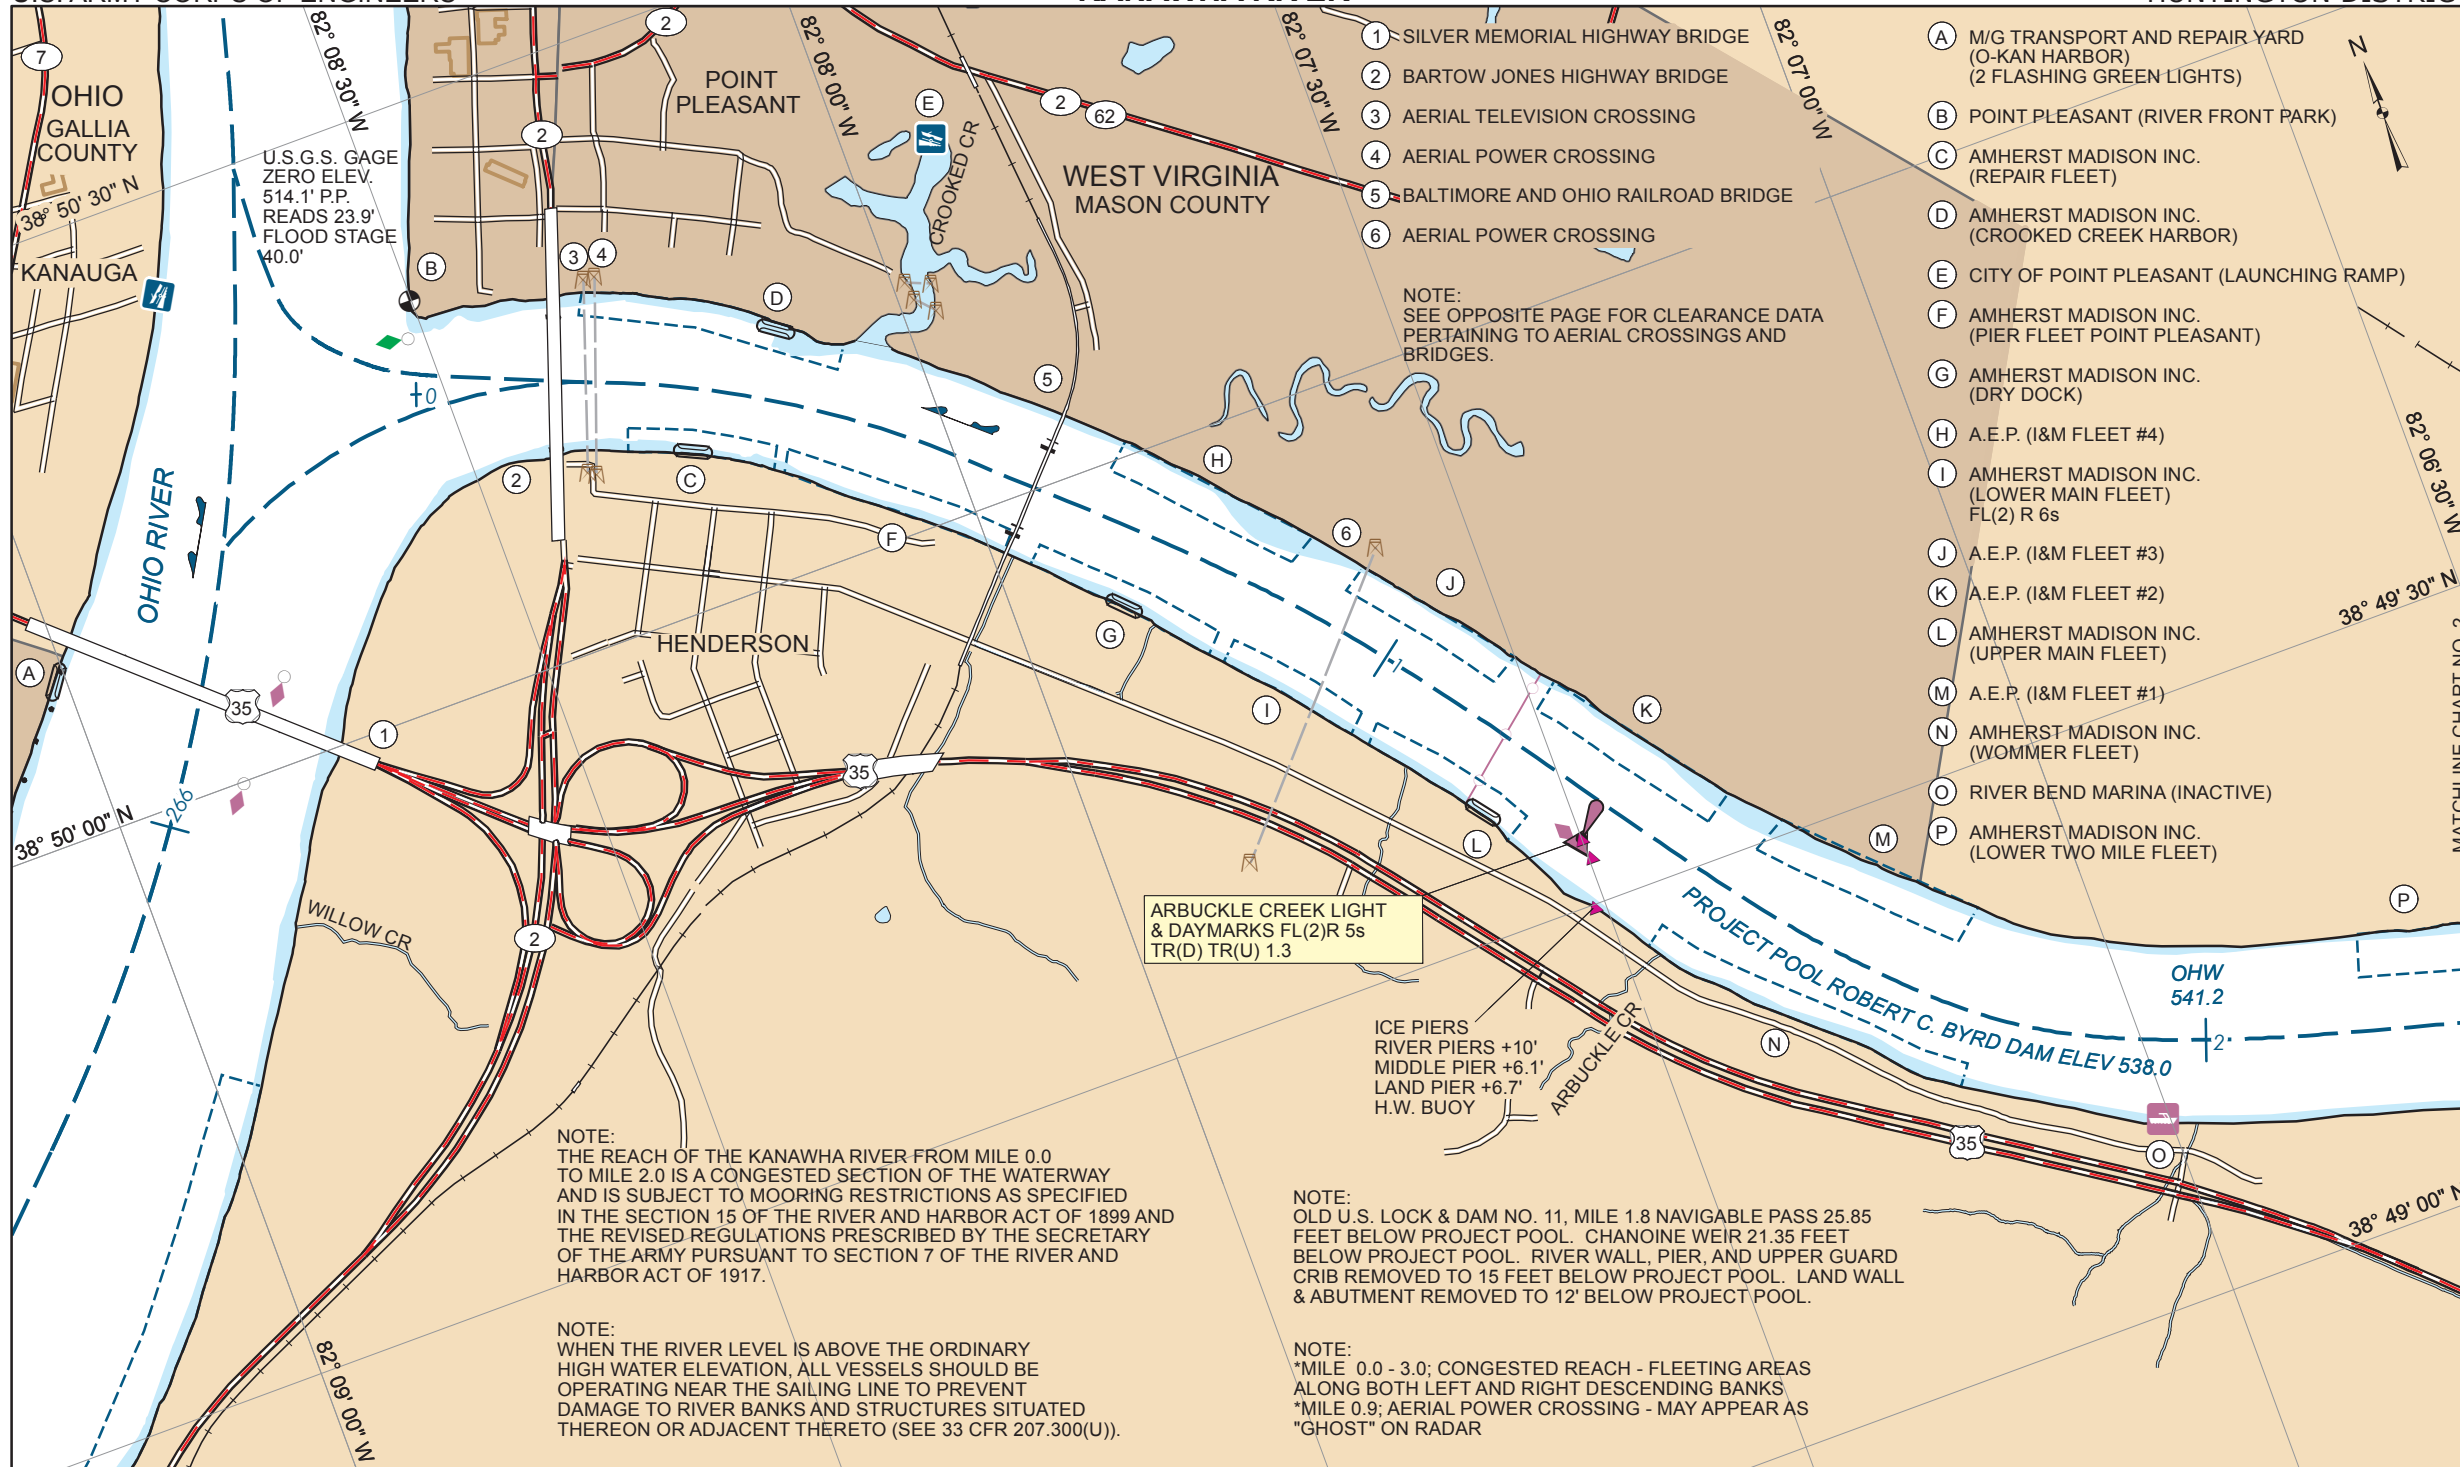 OHIO
GALLIA
COUNTY
7
38° 50' 30" N
KANAUGA
82° 08' 30" W
U.S.G.S. GAGE
ZERO ELEV.
514.1' P.P.
READS 23.9'
FLOOD STAGE
40.0'
2
2
POINT
PLEASANT
82° 08' 00" W
E
CROOKED CR
2
62
WEST VIRGINIA
MASON COUNTY
82° 07' 30" W
82° 07' 00" W
1 SILVER MEMORIAL HIGHWAY BRIDGE
2 BARTOW JONES HIGHWAY BRIDGE
3 AERIAL TELEVISION CROSSING
4 AERIAL POWER CROSSING
5 BALTIMORE AND OHIO RAILROAD BRIDGE
6 AERIAL POWER CROSSING
NOTE:
SEE OPPOSITE PAGE FOR CLEARANCE DATA
PERTAINING TO AERIAL CROSSINGS AND
BRIDGES.
A M/G TRANSPORT AND REPAIR YARD
(O-KAN HARBOR)
(2 FLASHING GREEN LIGHTS)
B POINT PLEASANT (RIVER FRONT PARK)
C AMHERST MADISON INC.
(REPAIR FLEET)
D AMHERST MADISON INC.
(CROOKED CREEK HARBOR)
E CITY OF POINT PLEASANT (LAUNCHING RAMP)
F AMHERST MADISON INC.
(PIER FLEET POINT PLEASANT)
G AMHERST MADISON INC.
(DRY DOCK)
H A.E.P. (I&M FLEET #4)
I AMHERST MADISON INC.
(LOWER MAIN FLEET)
FL(2) R 6s
J A.E.P. (I&M FLEET #3)
K A.E.P. (I&M FLEET #2)
L AMHERST MADISON INC.
(UPPER MAIN FLEET)
M A.E.P. (I&M FLEET #1)
N AMHERST MADISON INC.
(WOMMER FLEET)
O RIVER BEND MARINA (INACTIVE)
P AMHERST MADISON INC.
(LOWER TWO MILE FLEET)
N
82° 06' 30" W
38° 49' 30" N
B
3
4
D
5
0
2
C
F
H
6
J
G
I
1
K
L
M
P
OHIO RIVER
HENDERSON
A
35
1
266
38° 50' 00" N
35
WILLOW CR
2
ARBUCKLE CREEK LIGHT
& DAYMARKS FL(2)R 5s
TR(D) TR(U) 1.3
PROJECT POOL ROBERT C. BYRD DAM ELEV 538.0
OHW
541.2
2
ICE PIERS
RIVER PIERS +10'
MIDDLE PIER +6.1'
LAND PIER +6.7'
H.W. BUOY
ARBUCKLE CR
N
35
O
38° 49' 00" N
NOTE:
THE REACH OF THE KANAWHA RIVER FROM MILE 0.0
TO MILE 2.0 IS A CONGESTED SECTION OF THE WATERWAY
AND IS SUBJECT TO MOORING RESTRICTIONS AS SPECIFIED
IN THE SECTION 15 OF THE RIVER AND HARBOR ACT OF 1899 AND
THE REVISED REGULATIONS PRESCRIBED BY THE SECRETARY
OF THE ARMY PURSUANT TO SECTION 7 OF THE RIVER AND
HARBOR ACT OF 1917.
NOTE:
WHEN THE RIVER LEVEL IS ABOVE THE ORDINARY
HIGH WATER ELEVATION, ALL VESSELS SHOULD BE
OPERATING NEAR THE SAILING LINE TO PREVENT
DAMAGE TO RIVER BANKS AND STRUCTURES SITUATED
THEREON OR ADJACENT THERETO (SEE 33 CFR 207.300(U)).
82° 09' 00" W
NOTE:
OLD U.S. LOCK & DAM NO. 11, MILE 1.8 NAVIGABLE PASS 25.85
FEET BELOW PROJECT POOL. CHANOINE WEIR 21.35 FEET
BELOW PROJECT POOL. RIVER WALL, PIER, AND UPPER GUARD
CRIB REMOVED TO 15 FEET BELOW PROJECT POOL. LAND WALL
& ABUTMENT REMOVED TO 12' BELOW PROJECT POOL.
NOTE:
*MILE 0.0 - 3.0; CONGESTED REACH - FLEETING AREAS
ALONG BOTH LEFT AND RIGHT DESCENDING BANKS
*MILE 0.9; AERIAL POWER CROSSING - MAY APPEAR AS
"GHOST" ON RADAR